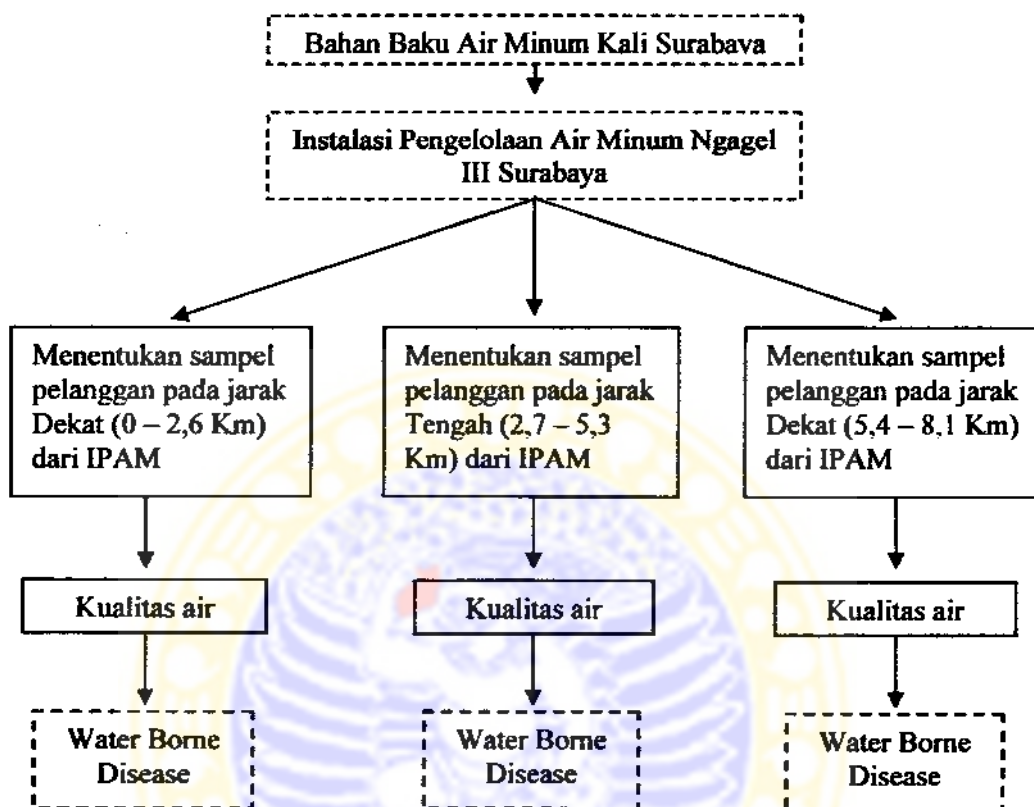 Bahan Baku Air Minum Kali Surabaya
Instalasi Pengelolaan Air Minum Ngagel
III Surabaya
Menentukan sampel
pelanggan pada jarak
Dekat (0 – 2,6 Km)
dari IPAM
Menentukan sampel
pelanggan pada jarak
Tengah (2,7 – 5,3
Km) dari IPAM
Menentukan sampel
pelanggan pada jarak
Dekat (5,4 – 8,1 Km)
dari IPAM
Kualitas air
Kualitas air
Kualitas air
Water Borne
Disease
Water Borne
Disease
Water Borne
Disease